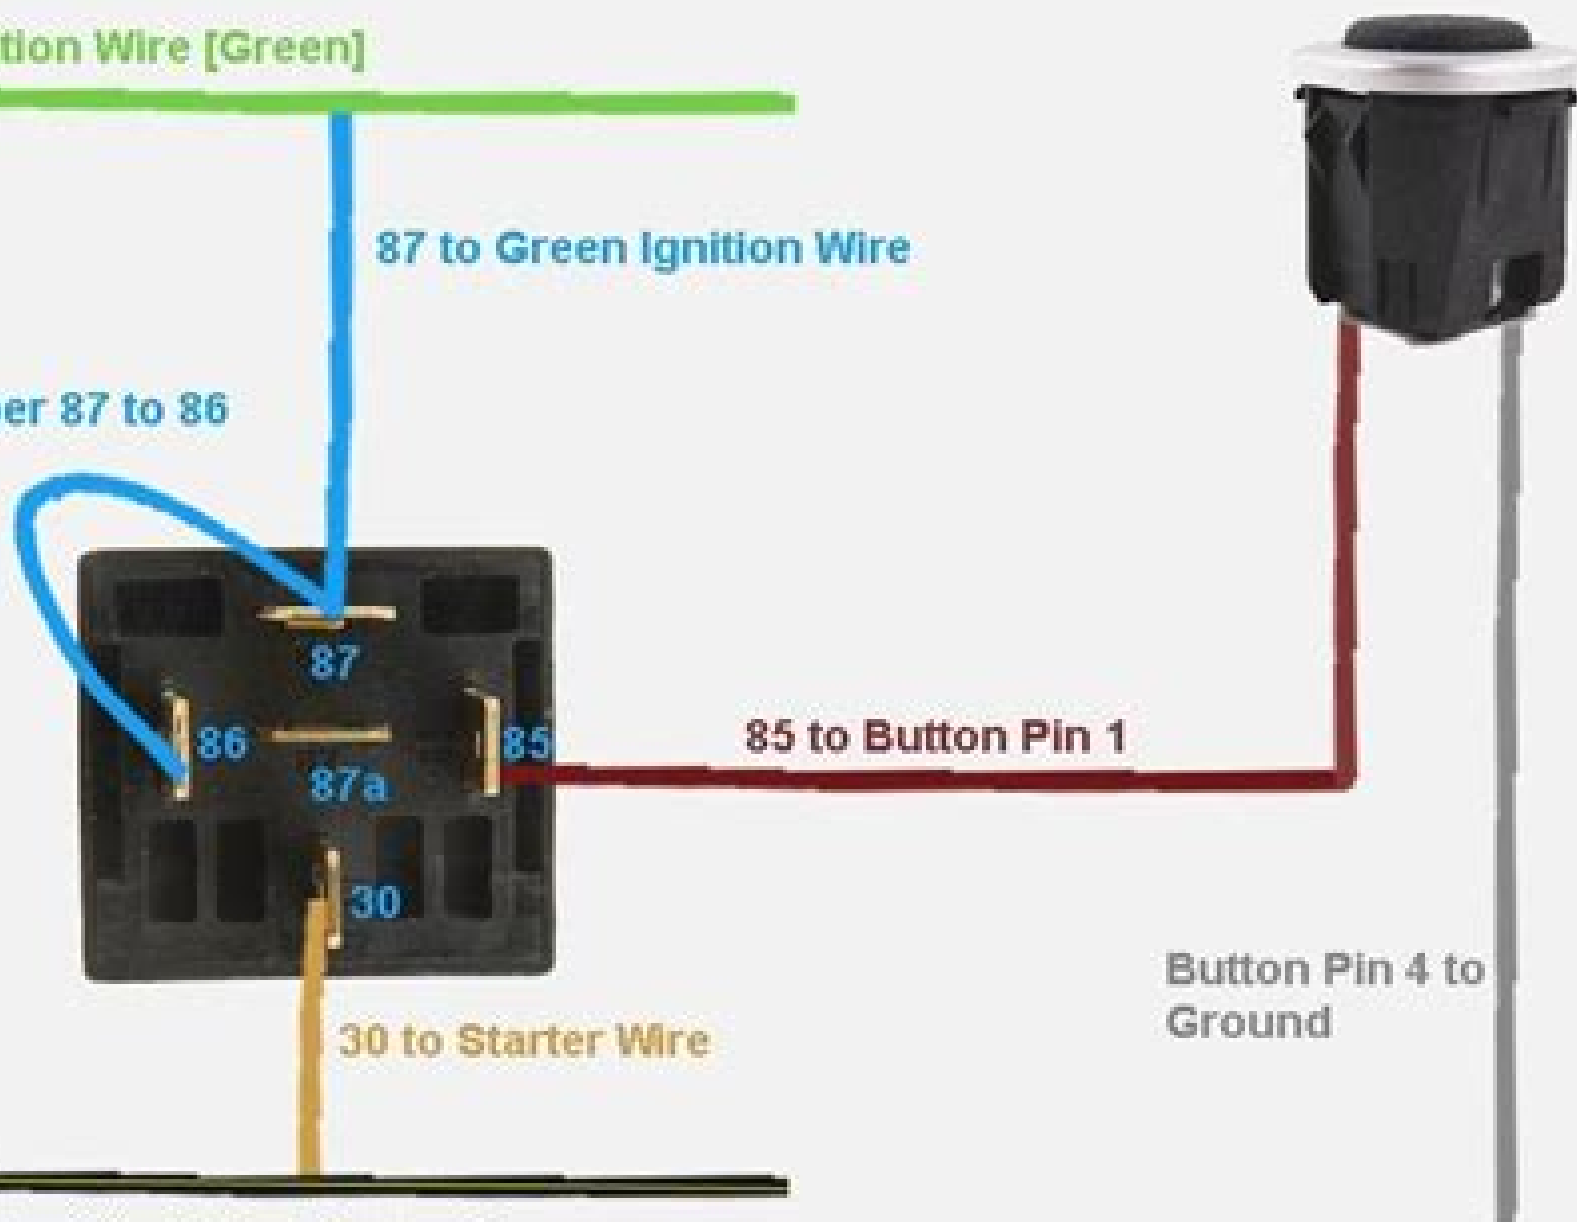 tion Wire [Green]
87 to Green Ignition Wire
er 87 to 86
87
86
85
87a
85 to Button Pin 1
30
Button Pin 4 to
Ground
30 to Starter Wire